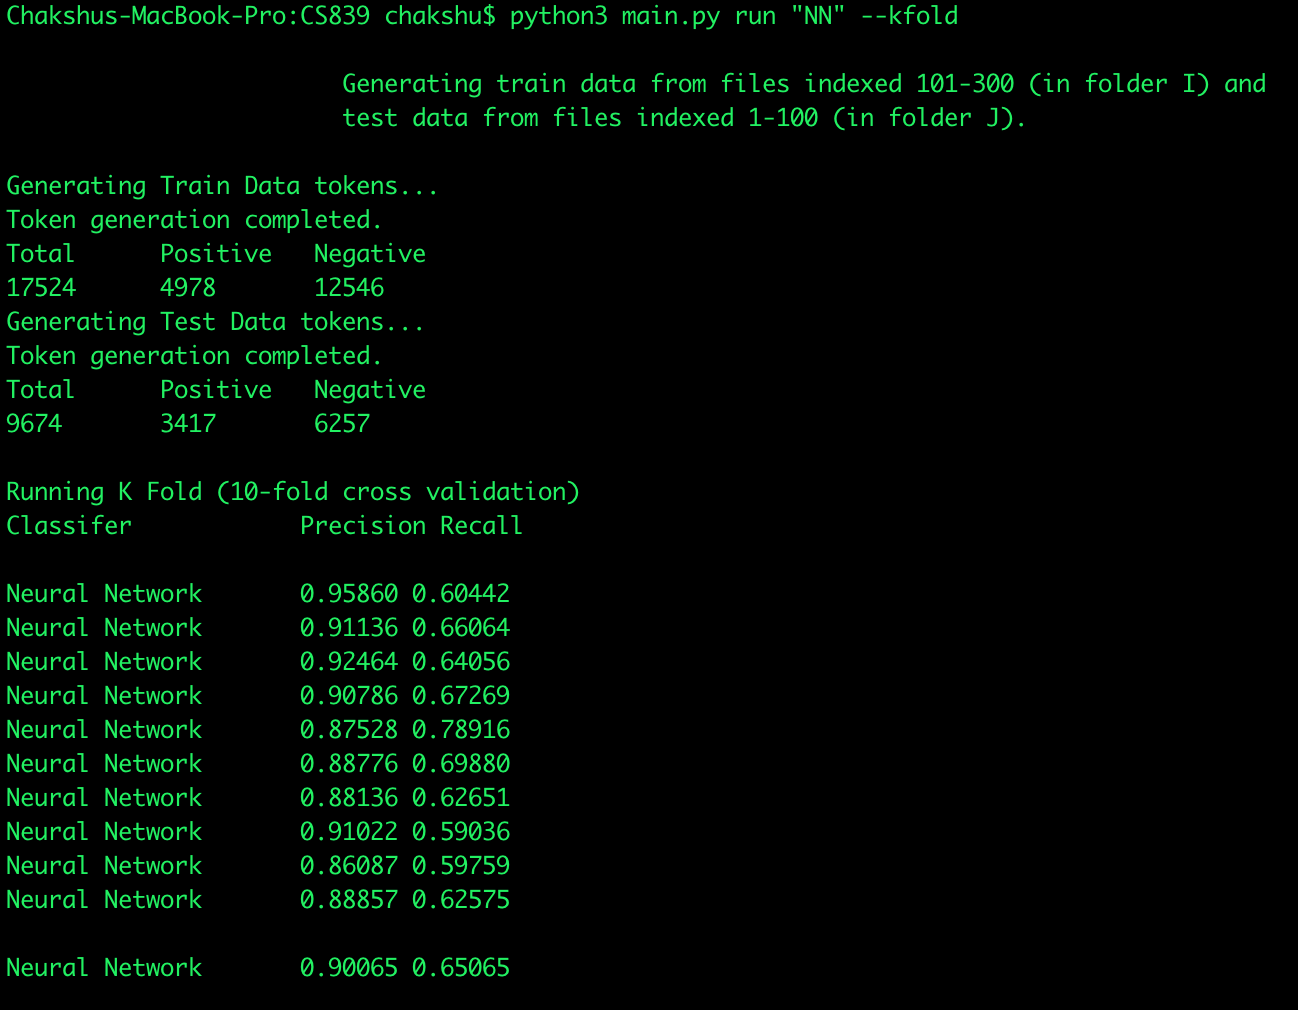 Chakshus-MacBook-Pro:CS839 chakshu$ python3 main.py run "NN" --kfold
Generating train data from files indexed 101-300 (in folder I) and
test data from files indexed 1-100 (in folder J).
Generating Train Data tokens...
Token generation completed.
Total Positive Negative
17524 4978 12546
Generating Test Data tokens...
Token generation completed.
Total Positive Negative
9674 3417 6257
Running K Fold (10-fold cross validation)
Classifer Precision Recall
Neural Network 0.95860 0.60442
Neural Network 0.91136 0.66064
Neural Network 0.92464 0.64056
Neural Network 0.90786 0.67269
Neural Network 0.87528 0.78916
Neural Network 0.88776 0.69880
Neural Network 0.88136 0.62651
Neural Network 0.91022 0.59036
Neural Network 0.86087 0.59759
Neural Network 0.88857 0.62575
Neural Network 0.90065 0.65065